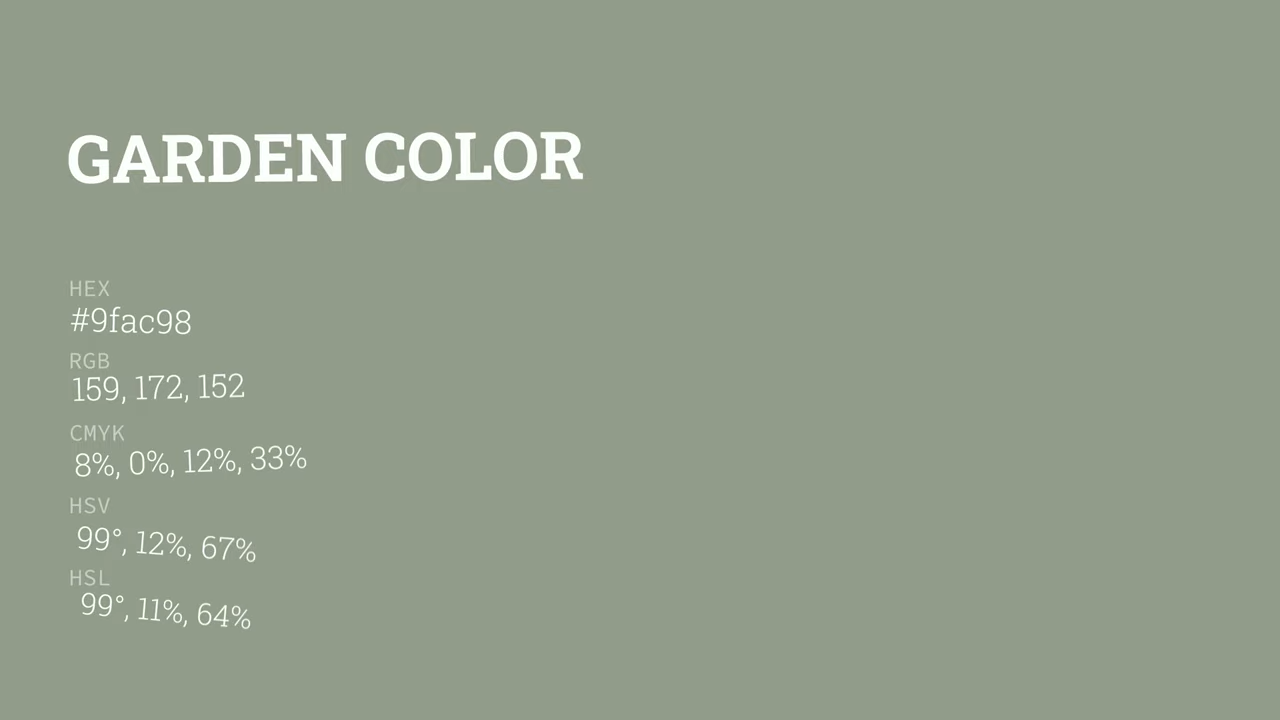 GARDEN COLOR
HEX
#9fac98
RGB
159, 172, 152
CMYK
8%, 0%, 12%, 33%
HSV
99°, 12%, 67%
HSL
99°, 11%, 64%